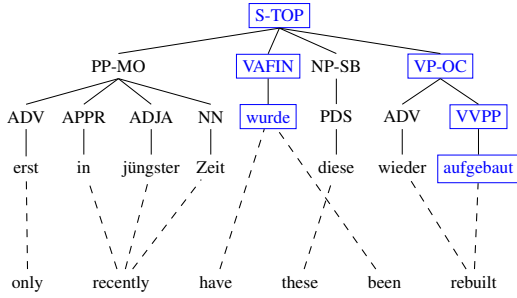 S-TOP
PP-MO VAFIN NP-SB VP-OC
ADV APPR ADJA NN wurde PDS ADV VVPP
erst in jüngster Zeit diese wieder aufgebaut
only recently have these been rebuilt